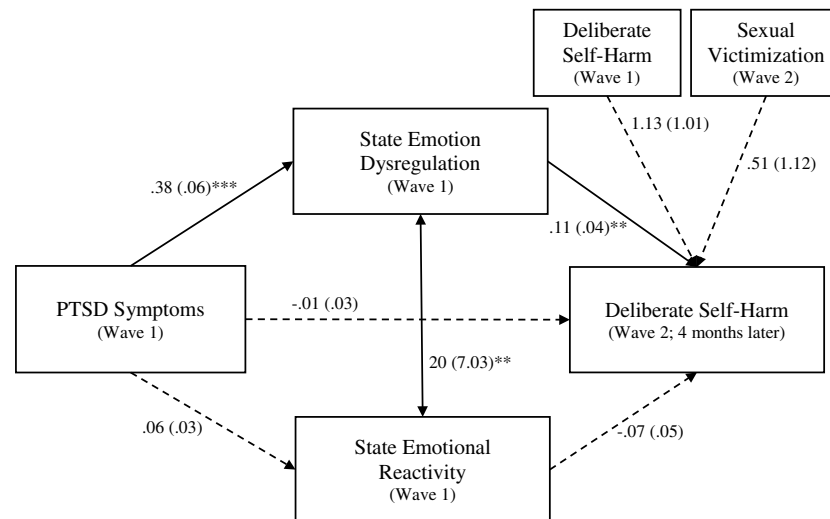 Deliberate
Self-Harm
(Wave 1)
Sexual
Victimization
(Wave 2)
1.13 (1.01)
.51 (1.12)
State Emotion
Dysregulation
(Wave 1)
.38 (.06)***
.11 (.04)**
PTSD Symptoms
(Wave 1)
-.01 (.03)
Deliberate Self-Harm
(Wave 2; 4 months later)
20 (7.03)**
.06 (.03)
-.07 (.05)
State Emotional
Reactivity
(Wave 1)